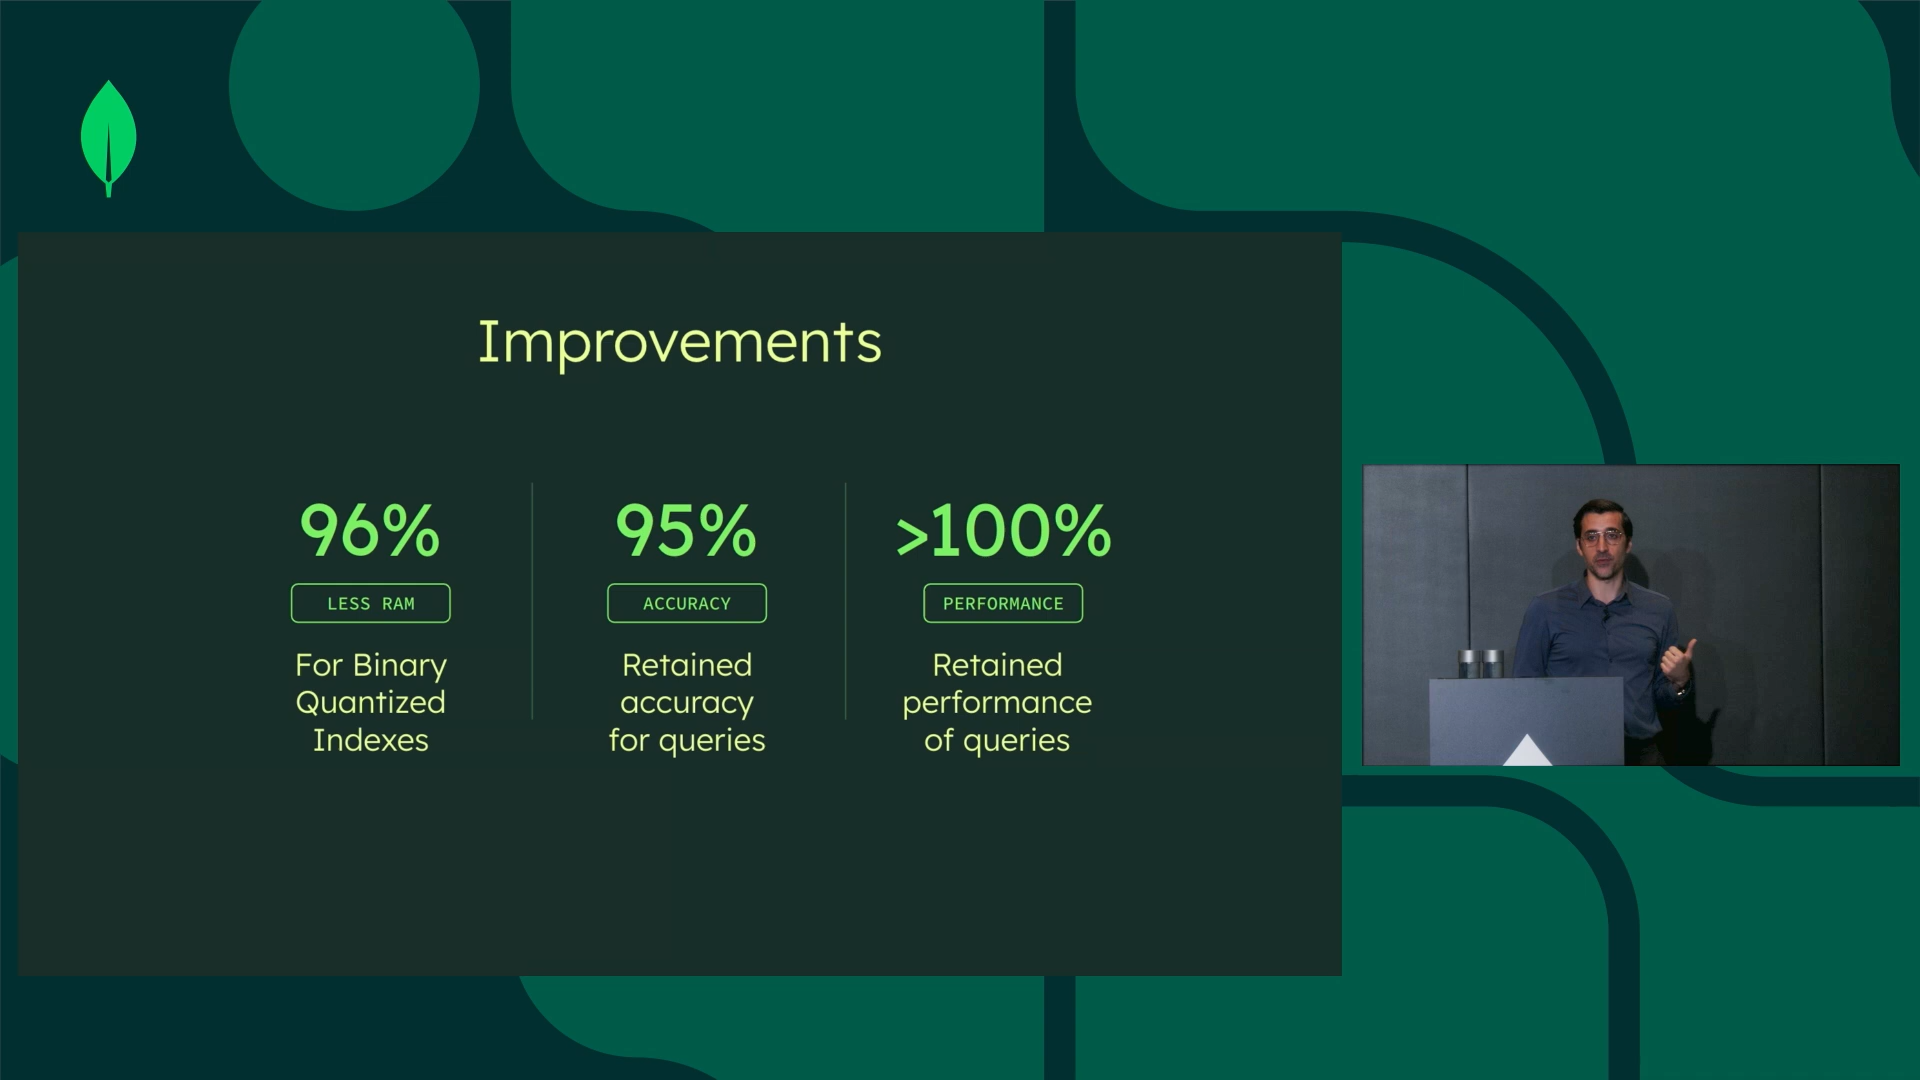 Improvements
96%
LESS RAM
For Binary
Quantized
Indexes
95%
ACCURACY
Retained
accuracy
for queries
>100%
PERFORMANCE
Retained
performance
of queries